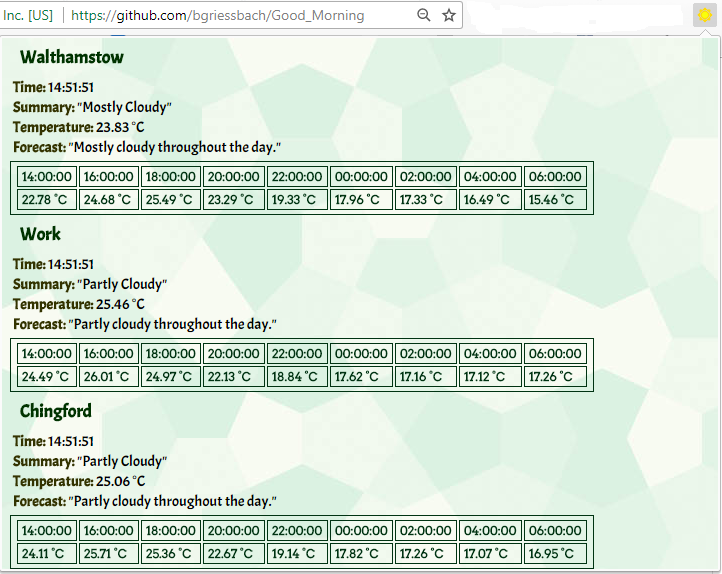 Inc. [US] | https://github.com/bgriessbach/Good_Morning
Walthamstow
Time: 14:51:51
Summary: "Mostly Cloudy"
Temperature: 23.83 °C
Forecast: "Mostly cloudy throughout the day."
14:00:00 16:00:00 18:00:00 20:00:00 22:00:00 00:00:00 02:00:00 04:00:00 06:00:00
22.78 °C 24.68 °C 25.49 °C 23.29 °C 19.33 °C 17.96 °C 17.33 °C 16.49 °C 15.46 °C
Work
Time: 14:51:51
Summary: "Partly Cloudy"
Temperature: 25.46 °C
Forecast: "Partly cloudy throughout the day."
14:00:00 16:00:00 18:00:00 20:00:00 22:00:00 00:00:00 02:00:00 04:00:00 06:00:00
24.49 °C 26.01 °C 24.97 °C 22.13 °C 18.84 °C 17.62 °C 17.16 °C 17.12 °C 17.26 °C
Chingford
Time: 14:51:51
Summary: "Partly Cloudy"
Temperature: 25.06 °C
Forecast: "Partly cloudy throughout the day."
14:00:00 16:00:00 18:00:00 20:00:00 22:00:00 00:00:00 02:00:00 04:00:00 06:00:00
24.11 °C 25.71 °C 25.36 °C 22.67 °C 19.14 °C 17.82 °C 17.26 °C 17.07 °C 16.95 °C